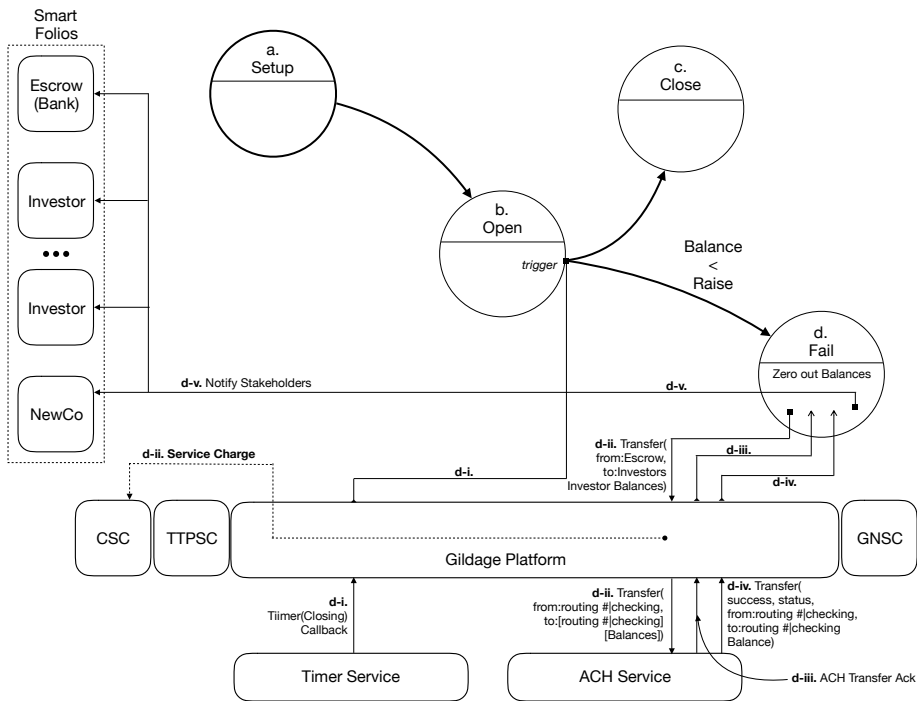 Smart
Folios
Escrow
(Bank)
Investor
•••
Investor
NewCo
a.
Setup
c.
Close
b.
Open
trigger
Balance
<
Raise
d.
Fail
Zero out Balances
d-v. Notify Stakeholders
d-v.
d-ii. Service Charge
d-i.
d-ii. Transfer(
from:Escrow,
to:Investors
Investor Balances)
d-iii.
d-iv.
CSC
TTPSC
Gildage Platform
GNSC
d-i.
Tiimer(Closing)
Callback
d-ii. Transfer(
from:routing #|checking,
to:[routing #|checking]
[Balances])
d-iv. Transfer(
success, status,
from:routing #|checking,
to:routing #|checking
Balance)
Timer Service
ACH Service
d-iii. ACH Transfer Ack